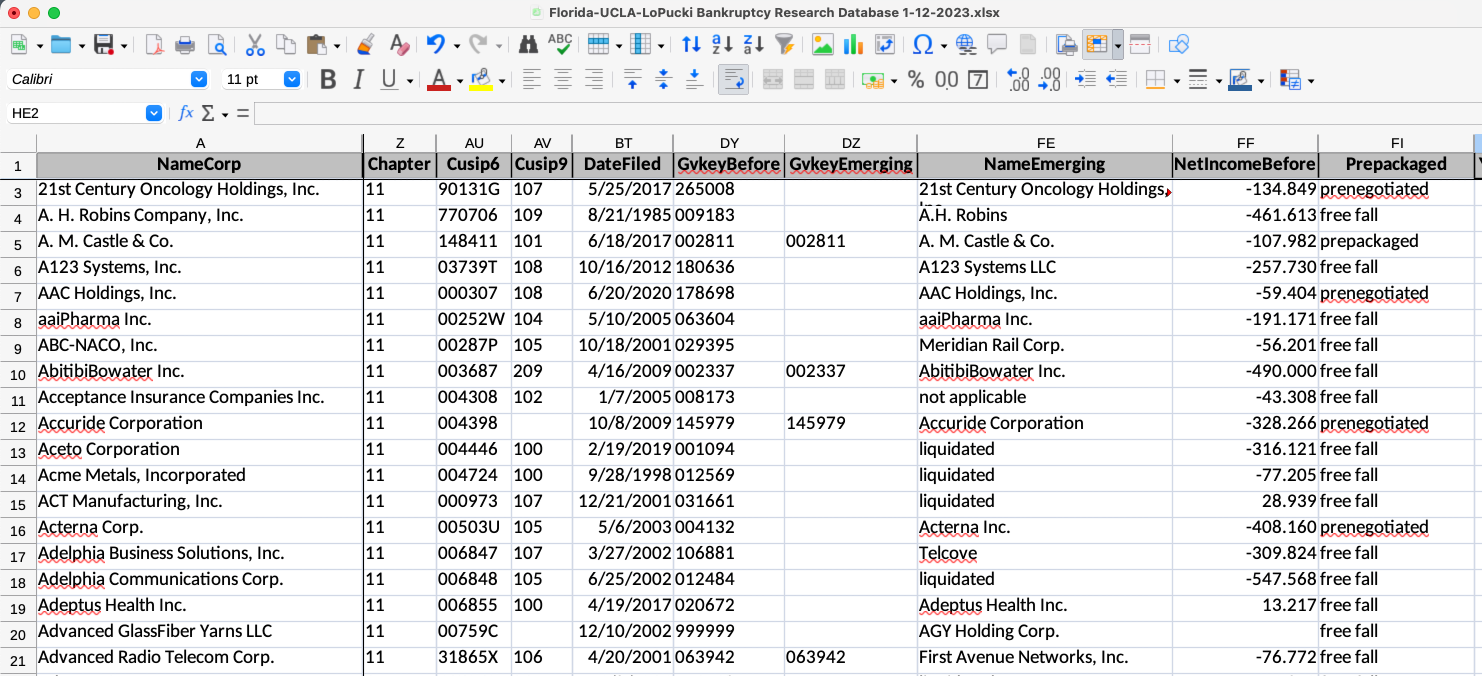 Florida-UCLA-LoPucki Bankruptcy Research Database 1-12-2023.xlsx
ABC a z z a Ω
Calibri 11 pt B I U A % 0.0 7 .00 .00
HE2 fx Σ =
A Z AU AV BT DY DZ FE FF FI
1 NameCorp Chapter Cusip6 Cusip9 DateFiled GvkeyBefore GvkeyEmerging NameEmerging NetIncomeBefore Prepackaged
3 21st Century Oncology Holdings, Inc. 11 90131G 107 5/25/2017 265008 21st Century Oncology Holdings,
4 A. H. Robins Company, Inc. 11 770706 109 8/21/1985 009183 A.H. Robins -461.613 free fall
5 A. M. Castle & Co. 11 148411 101 6/18/2017 002811 002811 A. M. Castle & Co. -107.982 prepackaged
6 A123 Systems, Inc. 11 03739T 108 10/16/2012 180636 A123 Systems LLC -257.730 free fall
7 AAC Holdings, Inc. 11 000307 108 6/20/2020 178698 AAC Holdings, Inc. -59.404 prenegotiated
8 aaiPharma Inc. 11 00252W 104 5/10/2005 063604 aaiPharma Inc. -191.171 free fall
9 ABC-NACO, Inc. 11 00287P 105 10/18/2001 029395 Meridian Rail Corp. -56.201 free fall
10 AbitibiBowater Inc. 11 003687 209 4/16/2009 002337 002337 AbitibiBowater Inc. -490.000 free fall
11 Acceptance Insurance Companies Inc. 11 004308 102 1/7/2005 008173 not applicable -43.308 free fall
12 Accuride Corporation 11 004398 10/8/2009 145979 145979 Accuride Corporation -328.266 prenegotiated
13 Aceto Corporation 11 004446 100 2/19/2019 001094 liquidated -316.121 free fall
14 Acme Metals, Incorporated 11 004724 100 9/28/1998 012569 liquidated -77.205 free fall
15 ACT Manufacturing, Inc. 11 000973 107 12/21/2001 031661 liquidated 28.939 free fall
16 Acterna Corp. 11 00503U 105 5/6/2003 004132 Acterna Inc. -408.160 prenegotiated
17 Adelphia Business Solutions, Inc. 11 006847 107 3/27/2002 106881 Telcove -309.824 free fall
18 Adelphia Communications Corp. 11 006848 105 6/25/2002 012484 liquidated -547.568 free fall
19 Adeptus Health Inc. 11 006855 100 4/19/2017 020672 Adeptus Health Inc. 13.217 free fall
20 Advanced GlassFiber Yarns LLC 11 00759C 12/10/2002 999999 AGY Holding Corp. free fall
21 Advanced Radio Telecom Corp. 11 31865X 106 4/20/2001 063942 063942 First Avenue Networks, Inc. -76.772 free fall